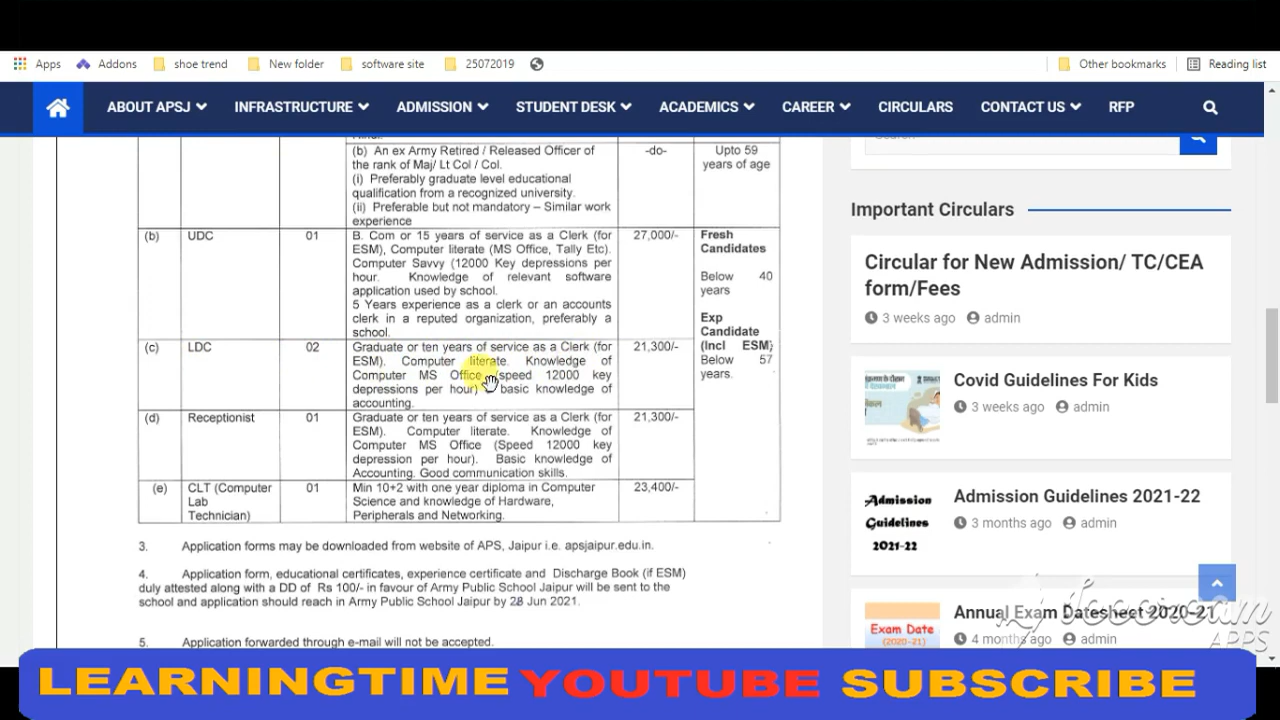 Apps Addons shoe trend New folder software site 25072019 Other bookmarks Reading list
ABOUT APSJ INFRASTRUCTURE ADMISSION STUDENT DESK ACADEMICS CAREER CIRCULARS CONTACT US RFP
(b) An ex Army Retired / Released Officer of
the rank of Maj/ Lt Col / Col.
(i) Preferably graduate level educational
qualification from a recognized university.
(ii) Preferable but not mandatory – Similar work
experience
-do-
Upto 59
years of age
(b) UDC 01
B. Com or 15 years of service as a Clerk (for
ESM), Computer literate (MS Office, Tally Etc).
Computer Savvy (12000 Key depressions per
hour. Knowledge of relevant software
application used by school.
5 Years experience as a clerk or an accounts
clerk in a reputed organization, preferably a
school.
27,000/-
Fresh
Candidates
Below 40
years
Exp
Candidate
(Incl ESM)
Below 57
years.
(c) LDC 02
Graduate or ten years of service as a Clerk (for
ESM). Computer literate. Knowledge of
Computer MS Office speed 12000 key
depressions per hour) basic knowledge of
accounting.
21,300/-
(d) Receptionist 01
Graduate or ten years of service as a Clerk (for
ESM). Computer literate. Knowledge of
Computer MS Office (Speed 12000 key
depression per hour). Basic knowledge of
Accounting. Good communication skills.
21,300/-
(e) CLT (Computer
Lab
Technician)
01
Min 10+2 with one year diploma in Computer
Science and knowledge of Hardware,
Peripherals and Networking.
23,400/-
3. Application forms may be downloaded from website of APS, Jaipur i.e. apsjaipur.edu.in.
4. Application form, educational certificates, experience certificate and Discharge Book (if ESM)
duly attested along with a DD of Rs 100/- in favour of Army Public School Jaipur will be sent to the
school and application should reach in Army Public School Jaipur by 28 Jun 2021.
5. Application forwarded through e-mail will not be accepted.
Important Circulars
Circular for New Admission/ TC/CEA
form/Fees
3 weeks ago admin
Covid Guidelines For Kids
3 weeks ago admin
Admission
Guidelines
2021-22
Admission Guidelines 2021-22
3 months ago admin
Exam Date
(2020-21)
Annual Exam Datesheet 2020-21
4 months ago admin
APPS
LEARNINGTIME YOUTUBE SUBSCRIBE